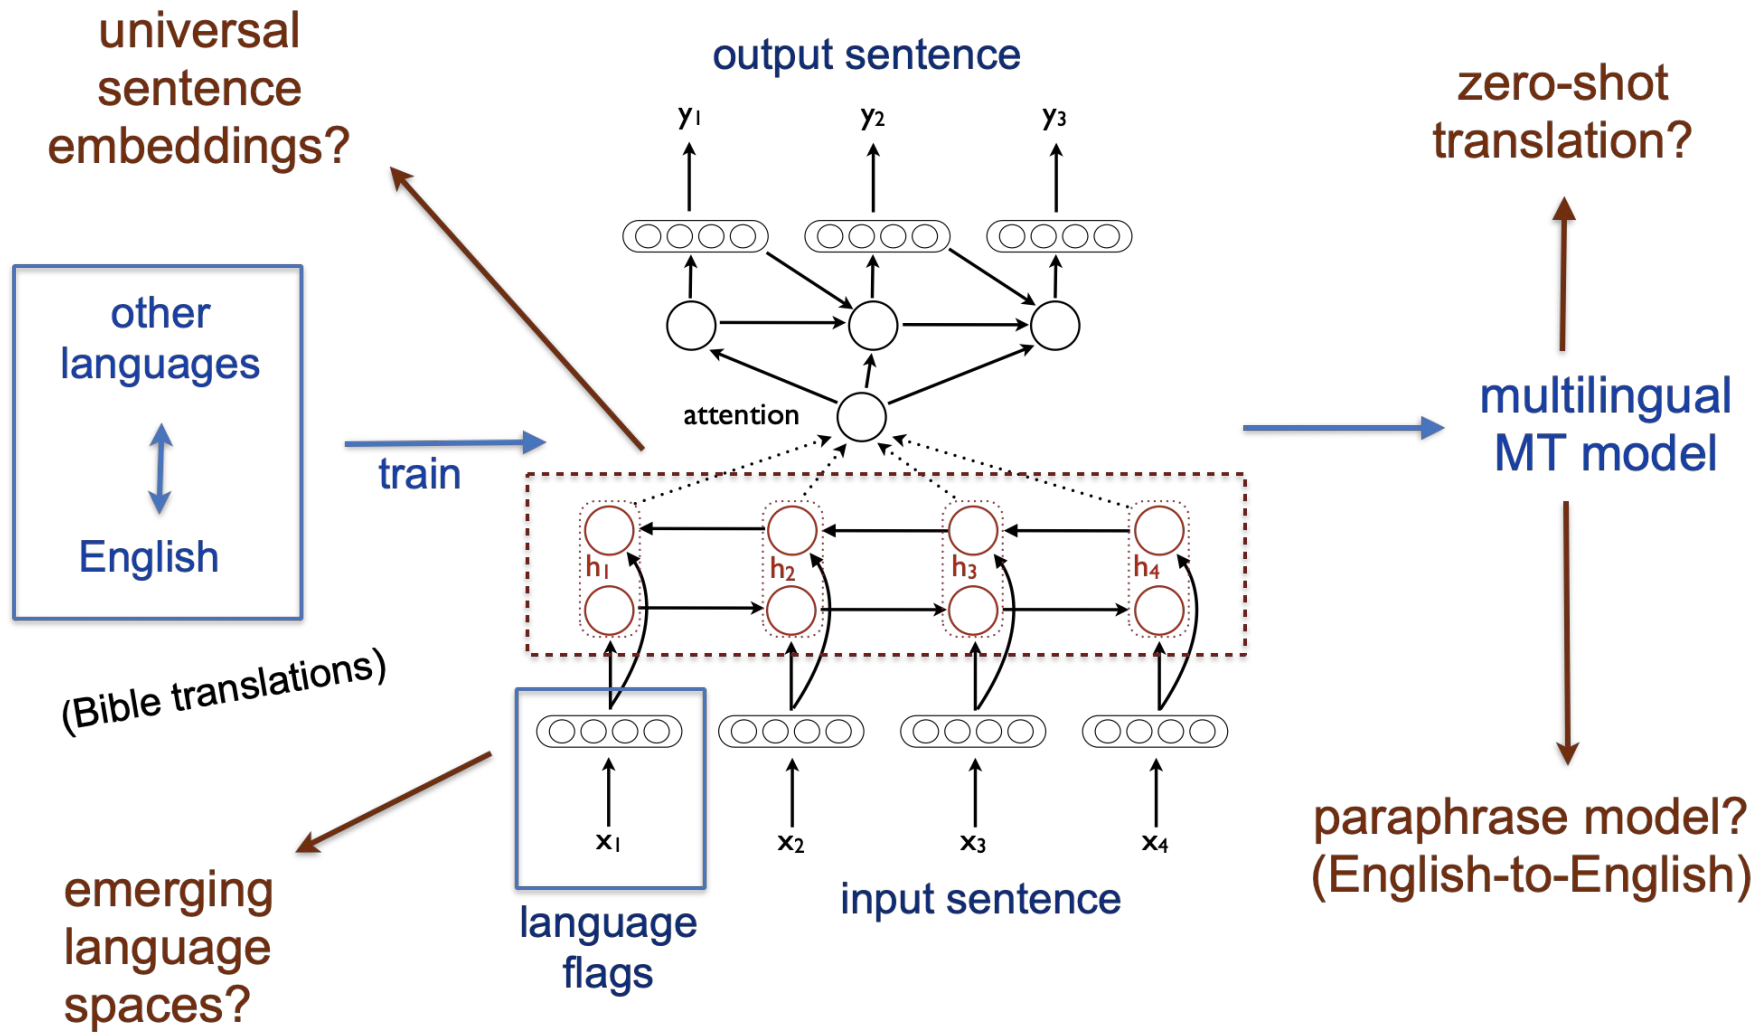 universal
sentence
embeddings?
output sentence
zero-shot
translation?
y1
y2
y3
other
languages
English
train
attention
multilingual
MT model
h1
h2
h3
h4
(Bible translations)
x1
x2
x3
x4
language
flags
input sentence
paraphrase model?
(English-to-English)
emerging
language
spaces?